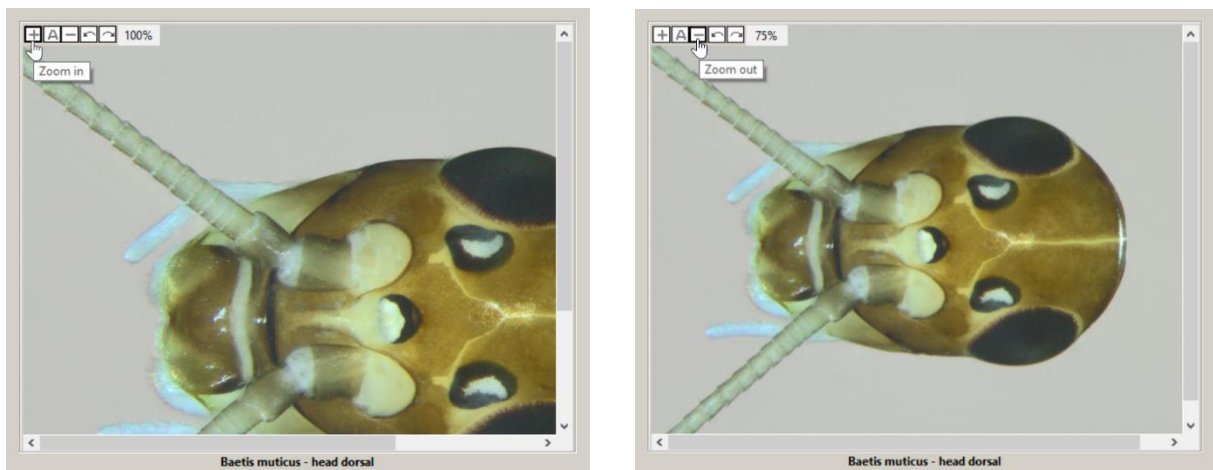 + A − 100%
Zoom in
Baetis muticus - head dorsal
+ A − 75%
Zoom out
Baetis muticus - head dorsal